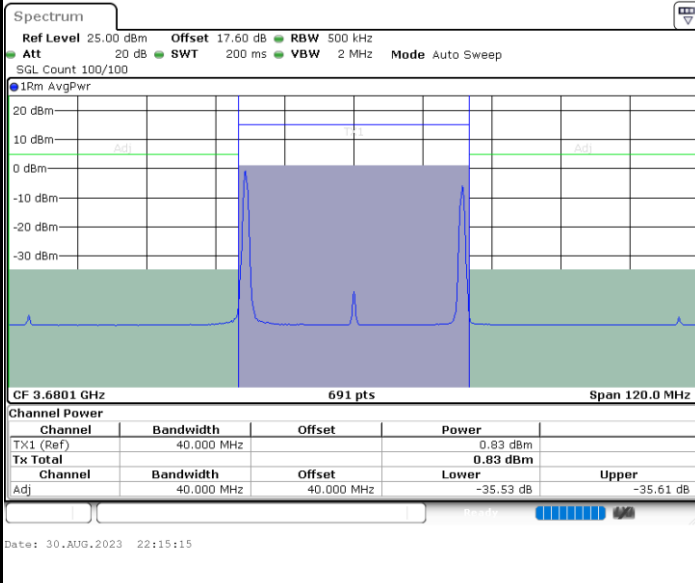 Spectrum
Ref Level 25.00 dBm Offset 17.60 dB RBW 500 kHz
Att 20 dB SWT 200 ms VBW 2 MHz Mode Auto Sweep
SGL Count 100/100
1Rm AvgPwr
20 dBm
TX1
10 dBm
Adj Adj
0 dBm
-10 dBm
-20 dBm
-30 dBm
CF 3.6801 GHz 691 pts Span 120.0 MHz
Channel Power
Channel Bandwidth Offset Power
TX1 (Ref) 40.000 MHz 0.83 dBm
Tx Total 0.83 dBm
Channel Bandwidth Offset Lower Upper
Adj 40.000 MHz 40.000 MHz -35.53 dB -35.61 dB
Ready
Date: 30.AUG.2023 22:15:15